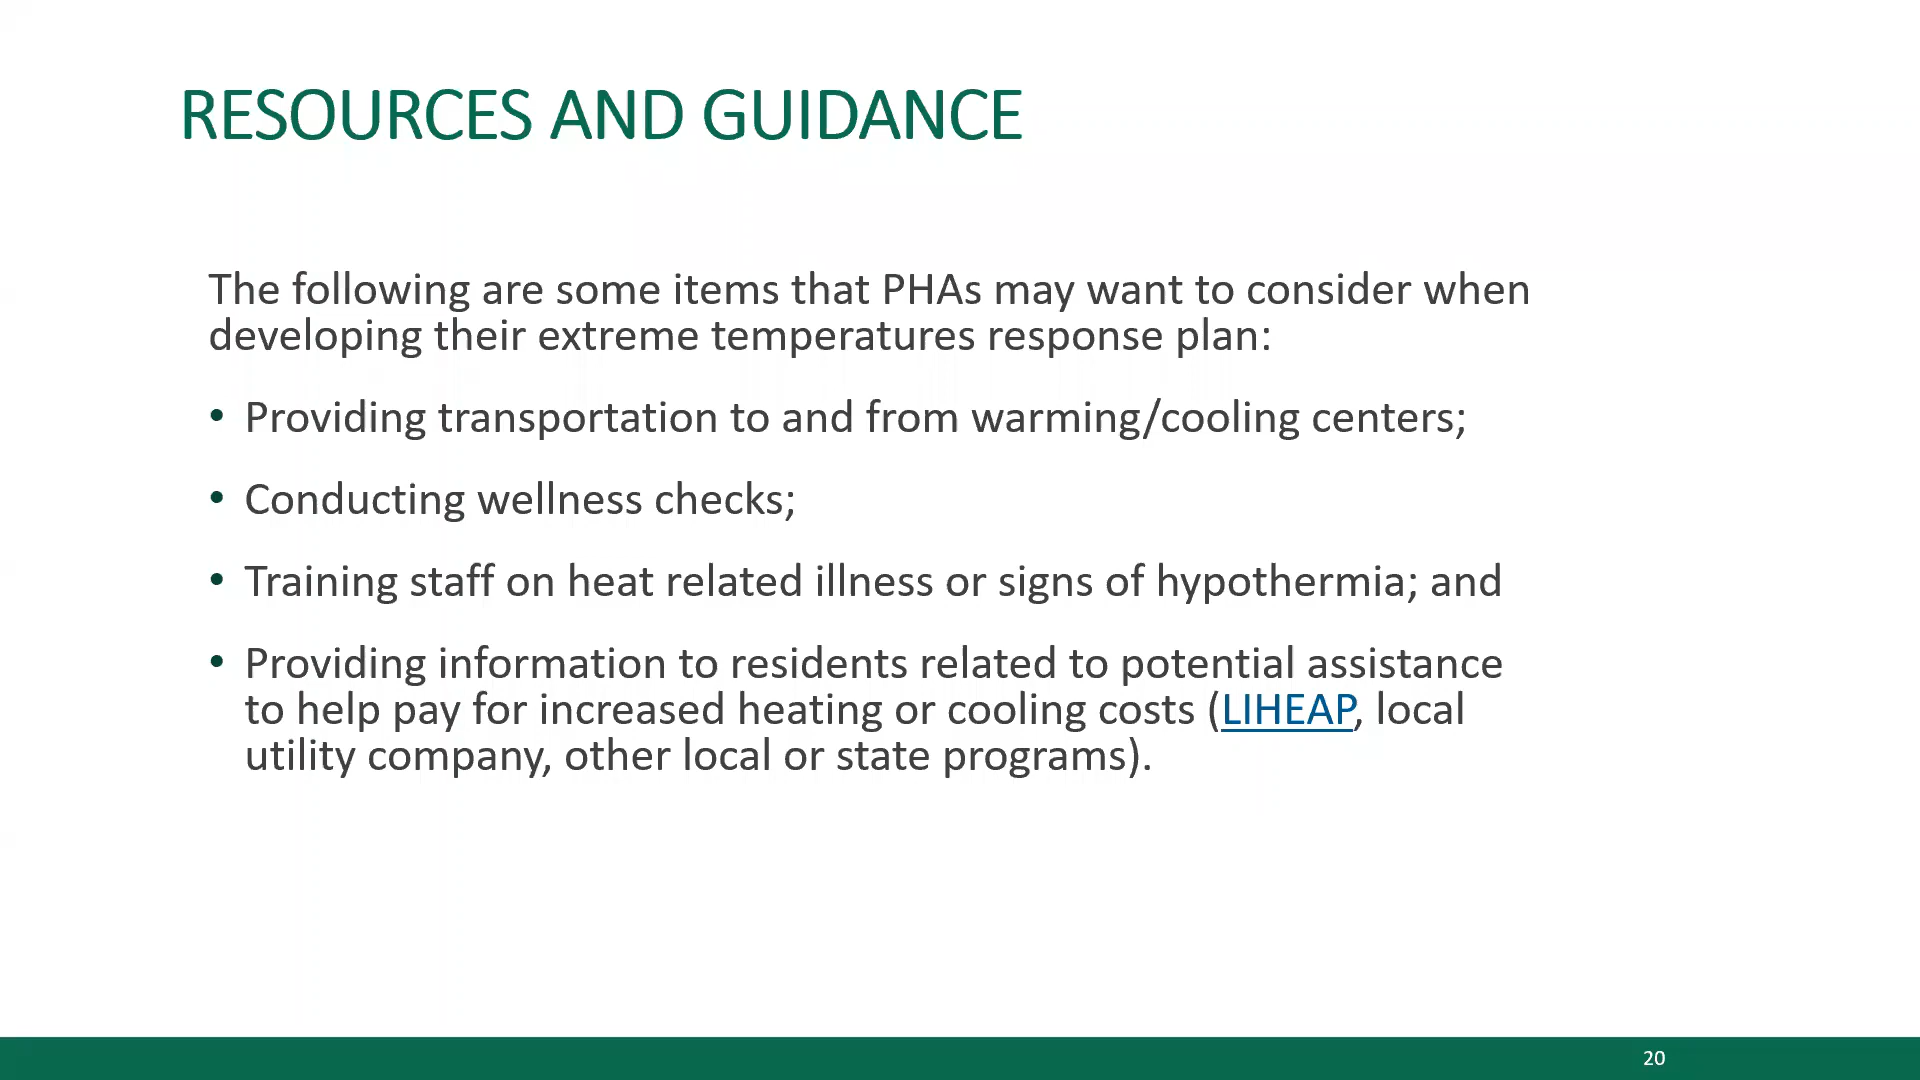 RESOURCES AND GUIDANCE
The following are some items that PHAs may want to consider when
developing their extreme temperatures response plan:
• Providing transportation to and from warming/cooling centers;
• Conducting wellness checks;
• Training staff on heat related illness or signs of hypothermia; and
• Providing information to residents related to potential assistance
to help pay for increased heating or cooling costs (LIHEAP, local
utility company, other local or state programs).
20